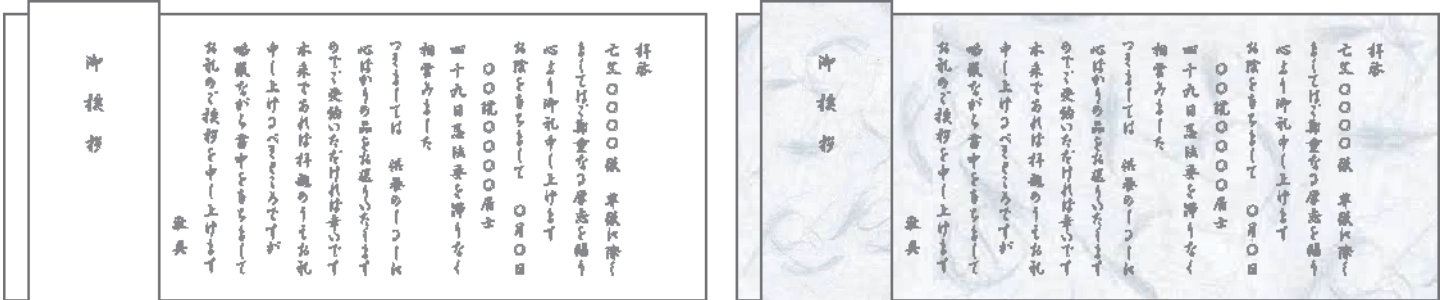 拝啓
亡父〇〇〇〇儀　葬儀に際し
ましてはご鄭重なる厚志を賜り
心より御礼申し上げます
お陰をもちまして　〇月〇日
〇〇院〇〇〇〇居士
四十九日忌法要を滞りなく
相営みました
つきましては　供養のしるしに
心ばかりの品をお送りいたします
のでご受納いただければ幸いです
本来であれば拝趨のうえお礼
申し上げるべきところですが
略儀ながら書中をもちまして
お礼のご挨拶を申し上げます
敬具
御挨拶
拝啓
亡父〇〇〇〇儀　葬儀に際し
ましてはご鄭重なる厚志を賜り
心より御礼申し上げます
お陰をもちまして　〇月〇日
〇〇院〇〇〇〇居士
四十九日忌法要を滞りなく
相営みました
つきましては　供養のしるしに
心ばかりの品をお送りいたします
のでご受納いただければ幸いです
本来であれば拝趨のうえお礼
申し上げるべきところですが
略儀ながら書中をもちまして
お礼のご挨拶を申し上げます
敬具
御挨拶